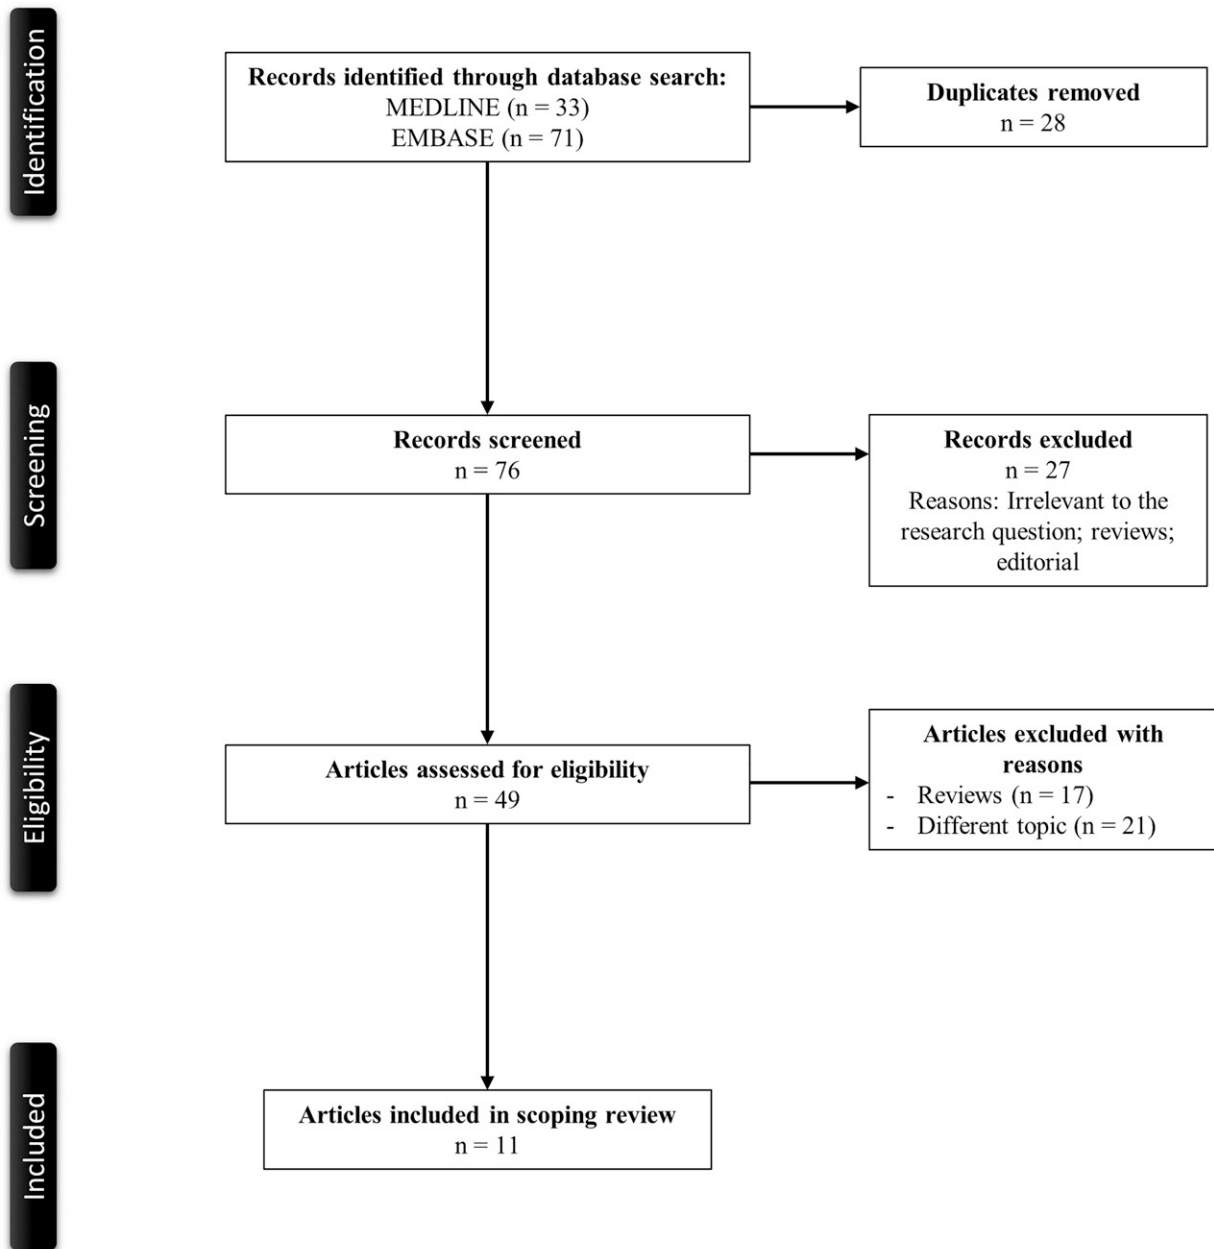 Identification
Records identified through database search:
MEDLINE (n = 33)
EMBASE (n = 71)
Duplicates removed
n = 28
Screening
Records screened
n = 76
Records excluded
n = 27
Reasons: Irrelevant to the
research question; reviews;
editorial
Eligibility
Articles assessed for eligibility
n = 49
Articles excluded with
reasons
- Reviews (n = 17)
- Different topic (n = 21)
Included
Articles included in scoping review
n = 11